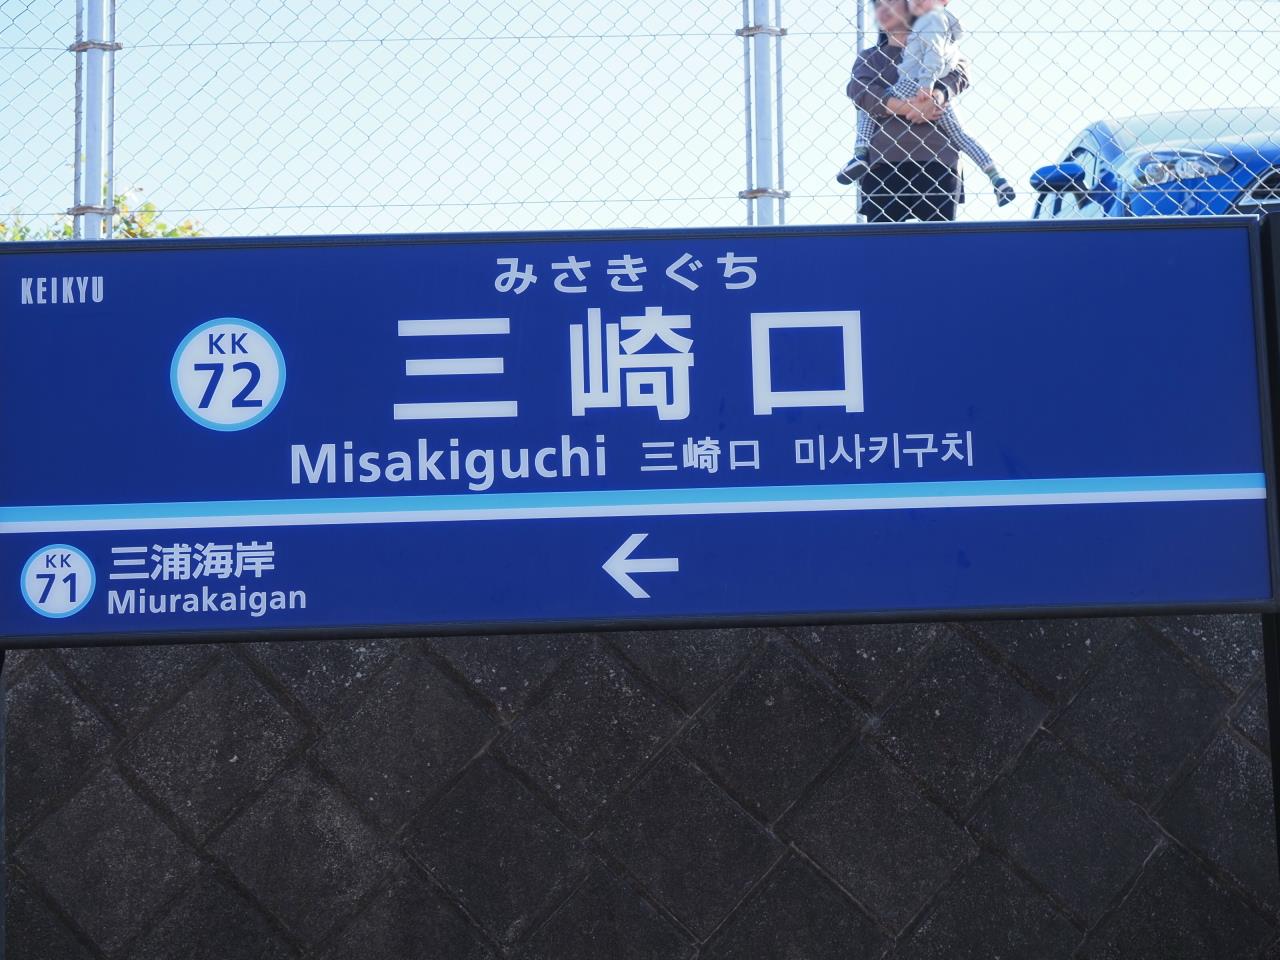 KEIKYU
みさきぐち
KK
72
三崎口
Misakiguchi 三崎口 미사키구치
KK
71
三浦海岸
Miurakaigan
←